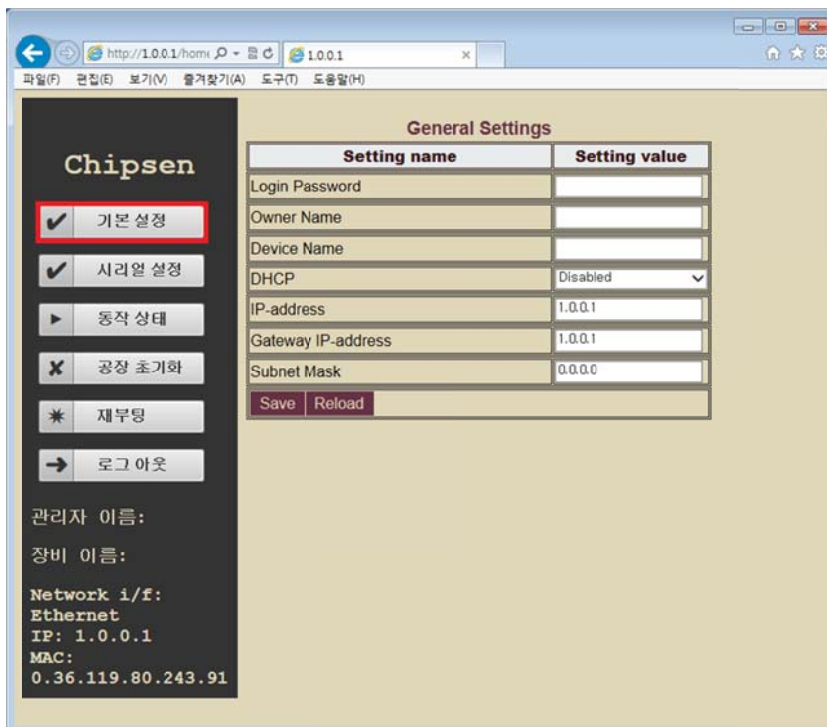 http://1.0.0.1/home
1.0.0.1
파일(F) 편집(E) 보기(V) 즐겨찾기(A) 도구(T) 도움말(H)
Chipsen
기본 설정
시리얼 설정
동작 상태
공장 초기화
재부팅
로그 아웃
관리자 이름:
장비 이름:
Network i/f:
Ethernet
IP: 1.0.0.1
MAC:
0.36.119.80.243.91
General Settings
Setting name Setting value
Login Password
Owner Name
Device Name
DHCP Disabled
IP-address 1.0.0.1
Gateway IP-address 1.0.0.1
Subnet Mask 0.0.0.0
Save Reload